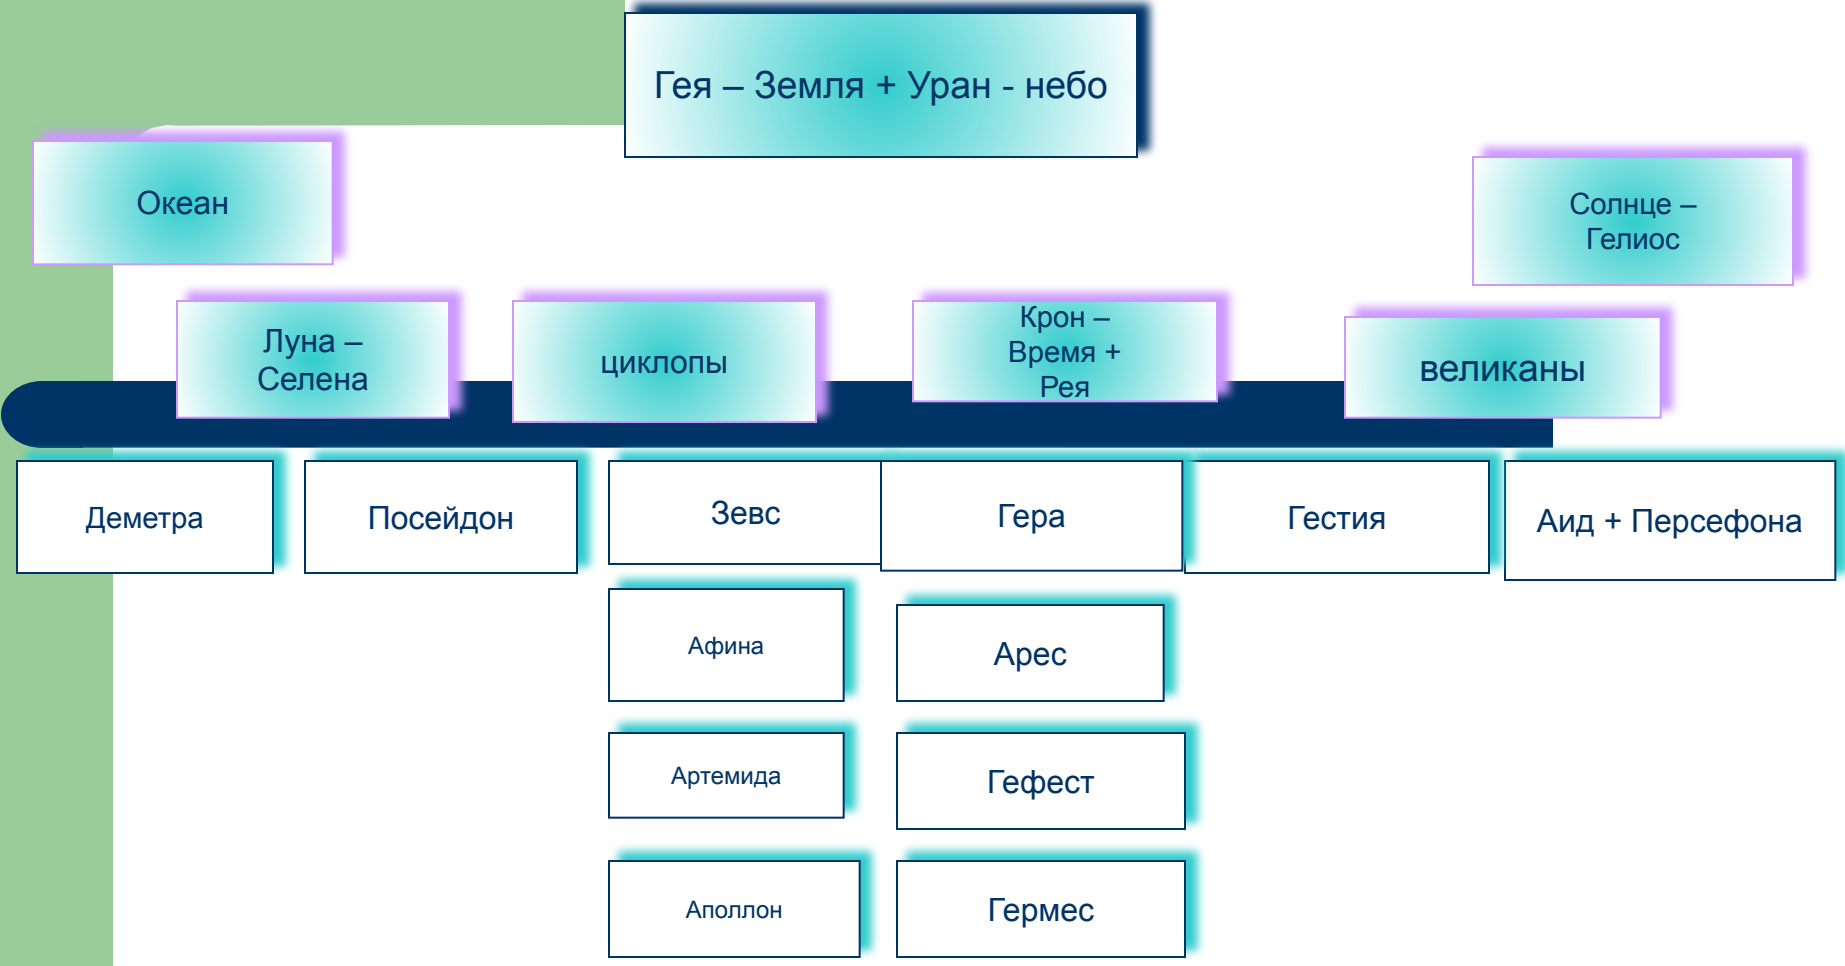 Гея – Земля + Уран - небо
Океан
Солнце –
Гелиос
Луна –
Селена
циклопы
Крон –
Время +
Рея
великаны
Деметра
Посейдон
Зевс
Гера
Гестия
Аид + Персефона
Афина
Арес
Артемида
Гефест
Аполлон
Гермес